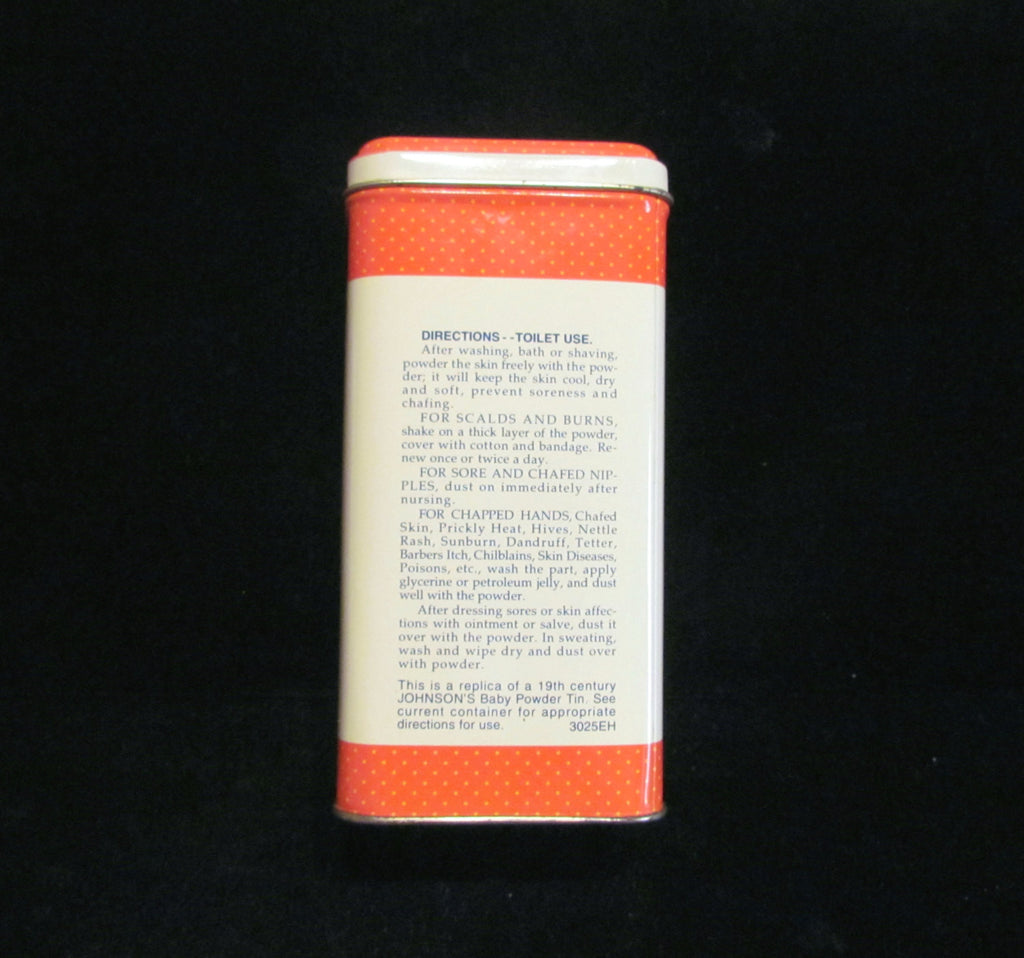 DIRECTIONS--TOILET USE.
After washing, bath or shaving,
powder the skin freely with the pow-
der; it will keep the skin cool, dry
and soft, prevent soreness and
chafing.
FOR SCALDS AND BURNS,
shake on a thick layer of the powder,
cover with cotton and bandage. Re-
new once or twice a day.
FOR SORE AND CHAFED NIP-
PLES, dust on immediately after
nursing.
FOR CHAPPED HANDS, Chafed
Skin, Prickly Heat, Hives, Nettle
Rash, Sunburn, Dandruff, Tetter,
Barbers Itch, Chilblains, Skin Diseases,
Poisons, etc., wash the part, apply
glycerine or petroleum jelly, and dust
well with the powder.
After dressing sores or skin affec-
tions with ointment or salve, dust it
over with the powder. In sweating,
wash and wipe dry and dust over
with powder.
This is a replica of a 19th century
JOHNSON'S Baby Powder Tin. See
current container for appropriate
directions for use. 3025EH